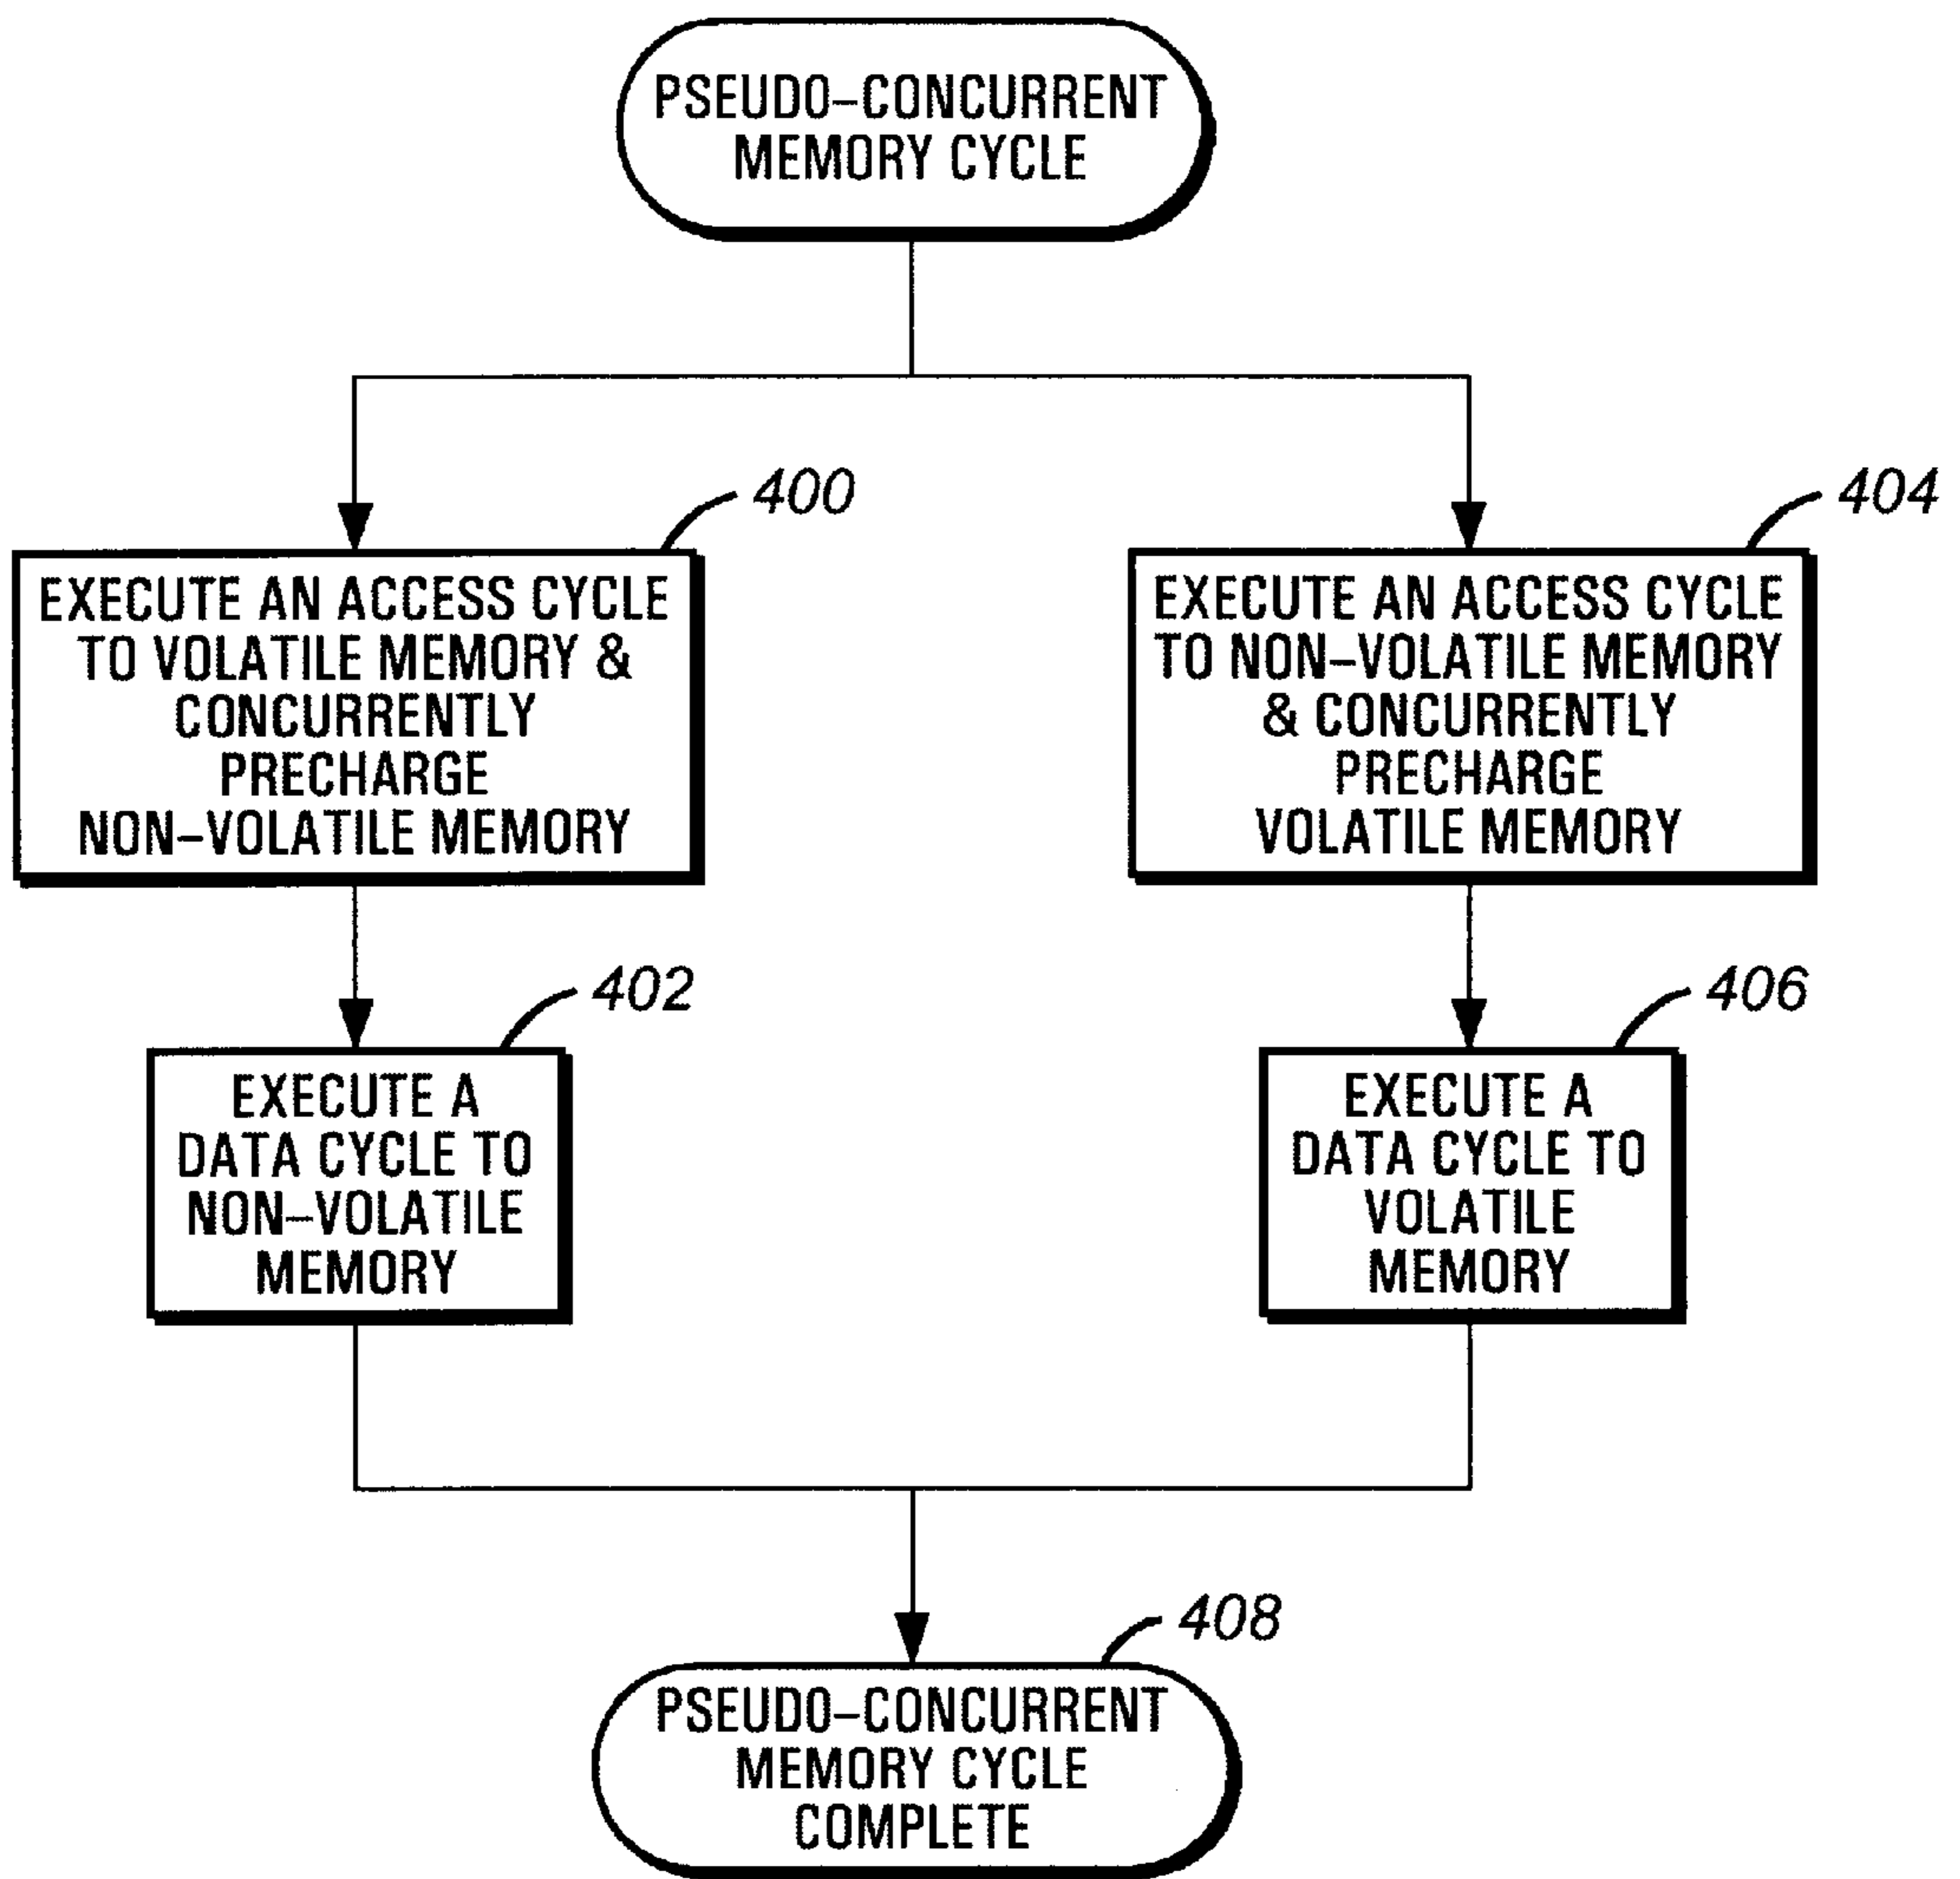 PSEUDO-CONCURRENT
MEMORY CYCLE
400
EXECUTE AN ACCESS CYCLE
TO VOLATILE MEMORY &
CONCURRENTLY
PRECHARGE
NON-VOLATILE MEMORY
404
EXECUTE AN ACCESS CYCLE
TO NON-VOLATILE MEMORY
& CONCURRENTLY
PRECHARGE
VOLATILE MEMORY
402
EXECUTE A
DATA CYCLE TO
NON-VOLATILE
MEMORY
406
EXECUTE A
DATA CYCLE TO
VOLATILE
MEMORY
408
PSEUDO-CONCURRENT
MEMORY CYCLE
COMPLETE